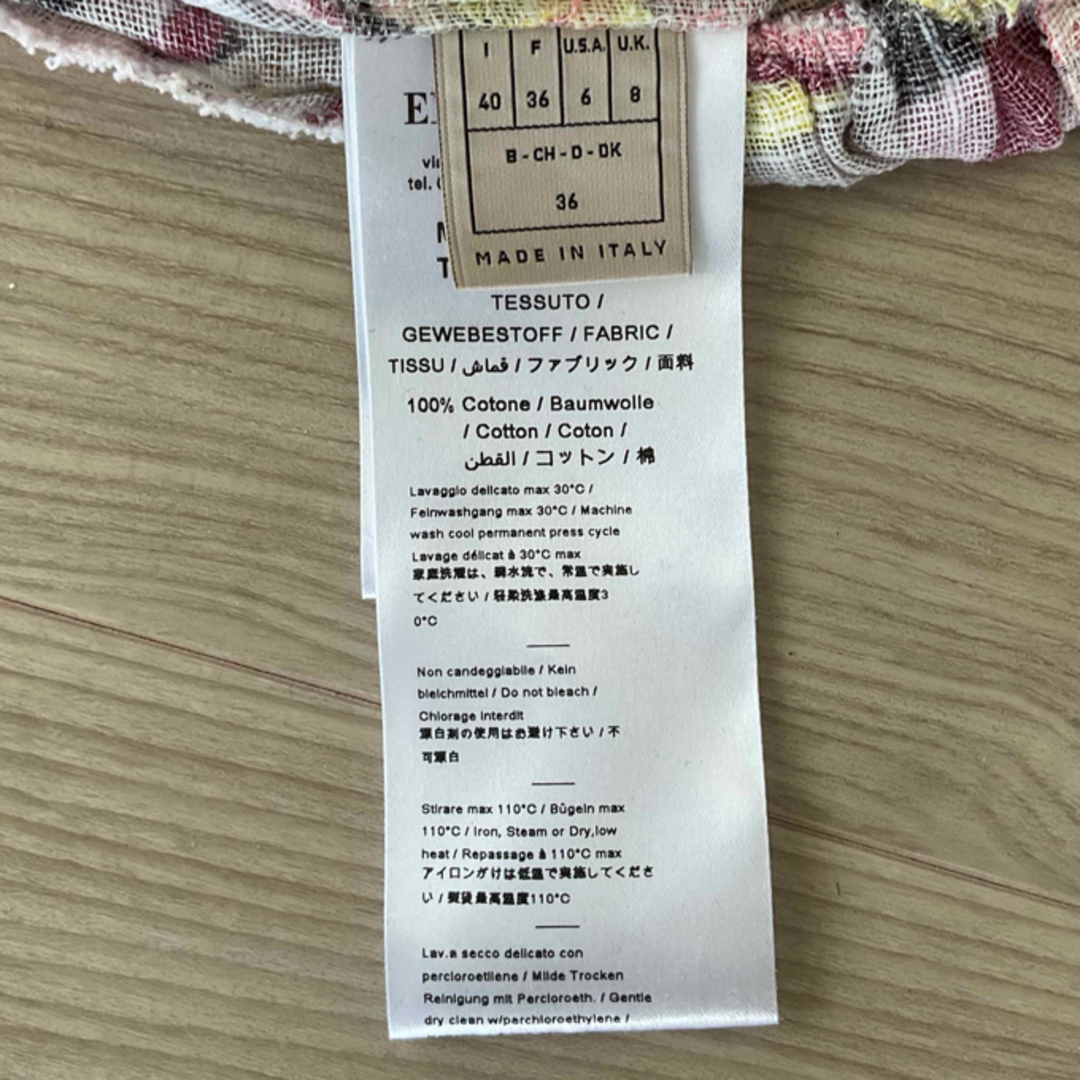 I F U.S.A. U.K.
40 36 6 8
B - CH - D - DK
36
MADE IN ITALY
tel.
TESSUTO /
GEWEBESTOFF / FABRIC /
TISSU / قماش / ファブリック / 面料
100% Cotone / Baumwolle
/ Cotton / Coton /
القطن / コットン / 棉
Lavaggio delicato max 30°C /
Feinwashgang max 30°C / Machine
wash cool permanent press cycle
Lavage délicat à 30°C max
家庭洗濯は、弱水流で、常温で実施し
てください / 轻柔洗涤最高温度3
0°C
Non candeggiabile / Kein
bleichmittel / Do not bleach /
Chlorage interdit
漂白剤の使用はお避け下さい / 不
可漂白
Stirare max 110°C / Bügeln max
110°C / Iron, Steam or Dry,low
heat / Repassage à 110°C max
アイロンがけは低温で実施してくださ
い / 熨烫最高温度110°C
Lav.a secco delicato con
percloroetilene / Milde Trocken
Reinigung mit Percloroeth. / Gentle
dry clean w/perchloroethylene /